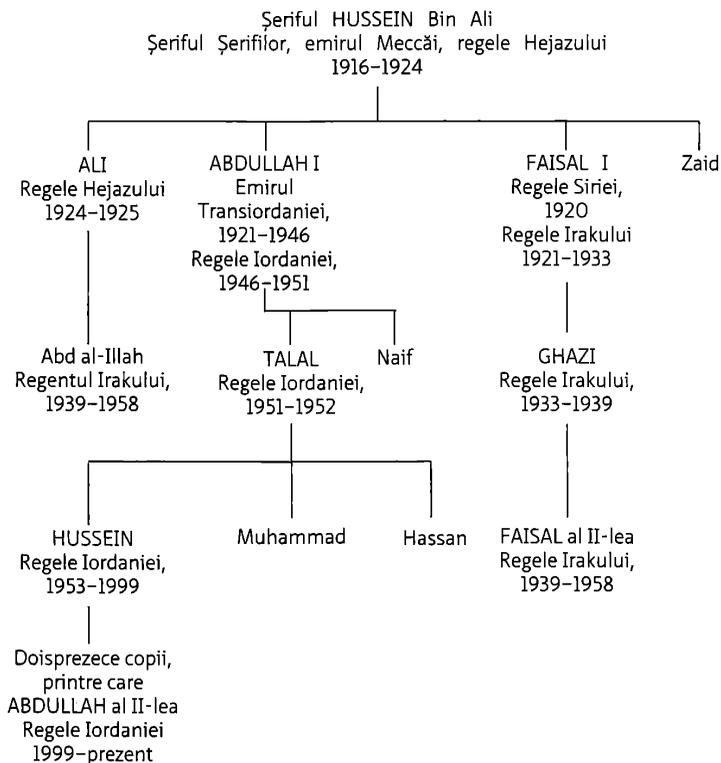 Șeriful HUSSEIN Bin Ali
Șeriful Șerifilor, emirul Meccăi, regele Hejazului
1916–1924
ALI
Regele Hejazului
1924–1925
ABDULLAH I
Emirul
Transiordaniei,
1921–1946
Regele Iordaniei,
1946–1951
FAISAL I
Regele Siriei,
1920
Regele Irakului
1921–1933
Zaid
Abd al-Illah
Regentul Irakului,
1939–1958
TALAL
Regele Iordaniei,
1951–1952
Naif
GHAZI
Regele Irakului,
1933–1939
HUSSEIN
Regele Iordaniei,
1953–1999
Muhammad
Hassan
FAISAL al II-lea
Regele Irakului,
1939–1958
Doisprezece copii,
printre care
ABDULLAH al II-lea
Regele Iordaniei
1999–prezent